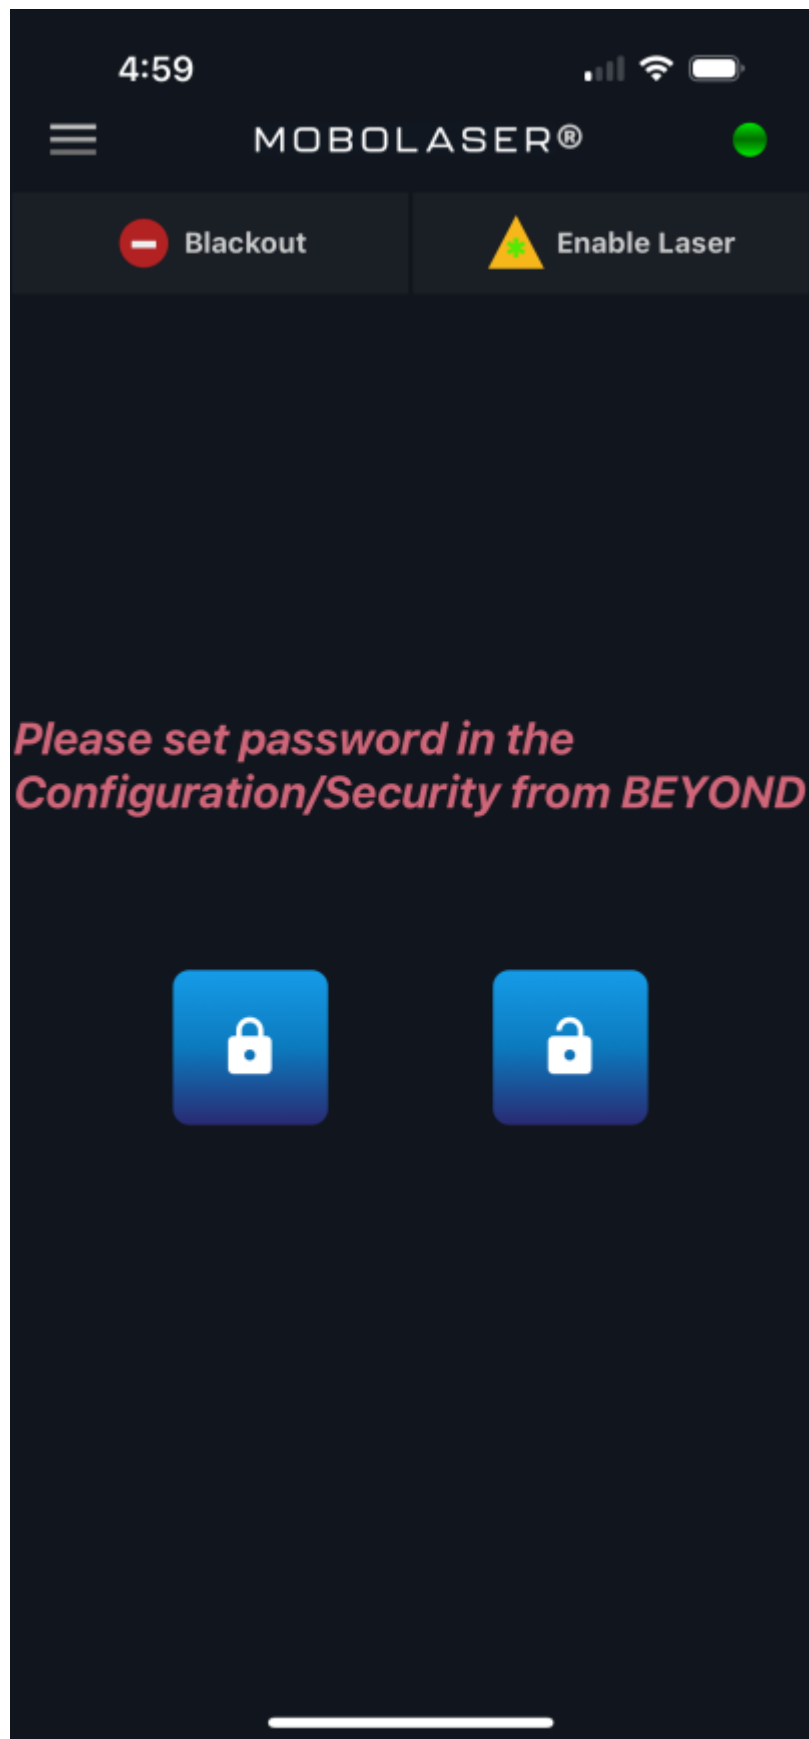 4:59
MOBOLASER®
Blackout
Enable Laser
Please set password in the
Configuration/Security from BEYOND